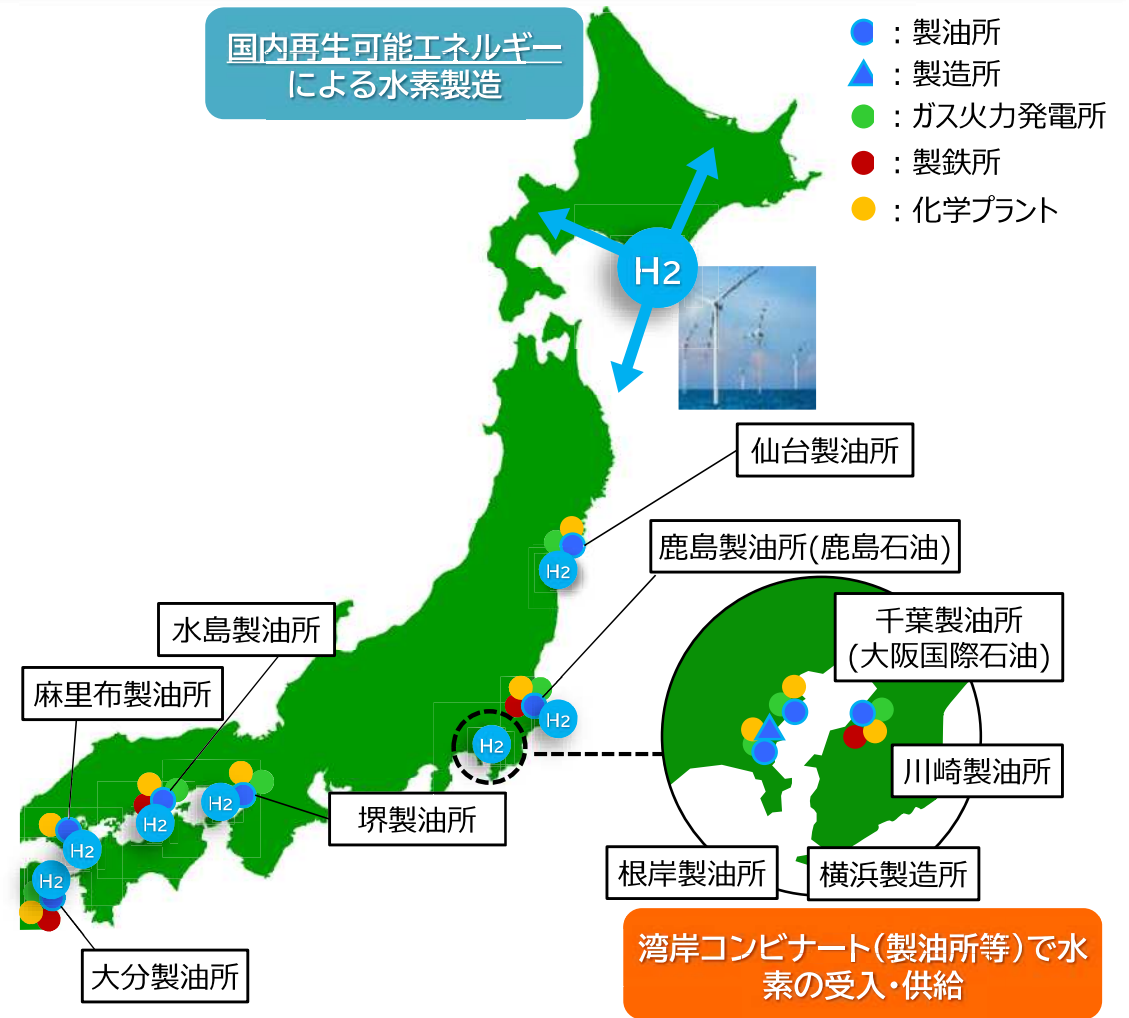 国内再生可能エネルギー
による水素製造
：製油所
：製造所
：ガス火力発電所
：製鉄所
：化学プラント
H2
仙台製油所
鹿島製油所(鹿島石油)
H2
水島製油所
千葉製油所
(大阪国際石油)
麻里布製油所
H2
H2
川崎製油所
H2
H2
堺製油所
H2
根岸製油所
横浜製造所
H2
湾岸コンビナート（製油所等）で水
素の受入・供給
大分製油所